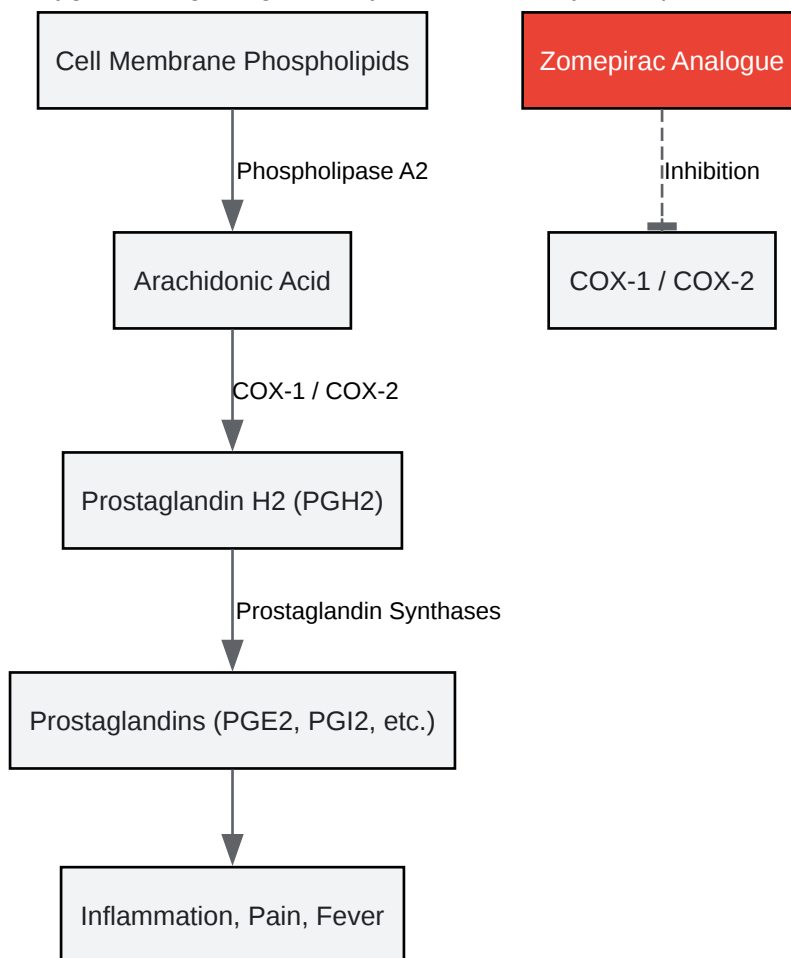 Cell Membrane Phospholipids
Zomepirac Analogue
Phospholipase A2
Inhibition
Arachidonic Acid
COX-1 / COX-2
COX-1 / COX-2
Prostaglandin H2 (PGH2)
Prostaglandin Synthases
Prostaglandins (PGE2, PGI2, etc.)
Inflammation, Pain, Fever